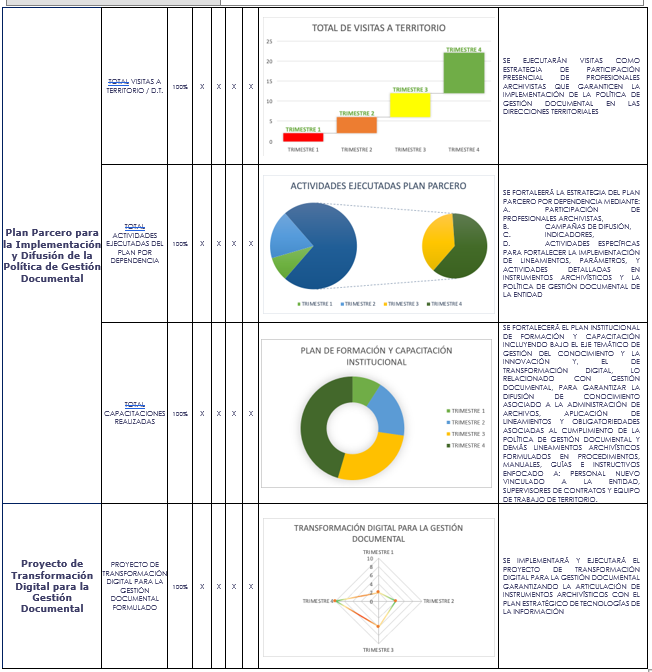 Plan Parcero para
la Implementación
y Difusión de la
Política de Gestión
Documental
TOTAL VISITAS A
TERRITORIO / D.T.
100%
X X X X
TOTAL DE VISITAS A TERRITORIO
25
20
15
10
5
0
TRIMESTRE 1
TRIMESTRE 2
TRIMESTRE 3
TRIMESTRE 4
TRIMESTRE 1 TRIMESTRE 2 TRIMESTRE 3 TRIMESTRE 4
SE EJECUTARÁN VISITAS COMO
ESTRATEGIA DE PARTICIPACIÓN
PRESENCIAL DE PROFESIONALES
ARCHIVISTAS QUE GARANTICEN LA
IMPLEMENTACIÓN DE LA POLÍTICA DE
GESTIÓN DOCUMENTAL EN LAS
DIRECCIONES TERRITORIALES
TOTAL
ACTIVIDADES
EJECUTADAS DEL
PLAN POR
DEPENDENCIA
100%
X X X X
ACTIVIDADES EJECUTADAS PLAN PARCERO
TRIMESTRE 1 TRIMESTRE 2 TRIMESTRE 3 TRIMESTRE 4
SE FORTALEERÁ LA ESTRATEGIA DEL PLAN
PARCERO POR DEPENDENCIA MEDIANTE:
A. PARTICIPACIÓN DE
PROFESIONALES ARCHIVISTAS,
B. CAMPAÑAS DE DIFUSIÓN,
C. INDICADORES,
D. ACTIVIDADES ESPECÍFICAS
PARA FORTALECER LA IMPLEMENTACIÓN
DE LINEAMIENTOS, PARÁMETROS, Y
ACTIVIDADES DETALLADAS EN
INSTRUMENTOS ARCHIVÍSTICOS Y LA
POLÍTICA DE GESTIÓN DOCUMENTAL DE
LA ENTIDAD
TOTAL
CAPACITACIONES
REALIZADAS
100%
X X X X
PLAN DE FORMACIÓN Y CAPACITACIÓN
INSTITUCIONAL
TRIMESTRE 1
TRIMESTRE 2
TRIMESTRE 3
TRIMESTRE 4
SE FORTALECERÁ EL PLAN INSTITUCIONAL
DE FORMACIÓN Y CAPACITACIÓN
INCLUYENDO BAJO EL EJE TEMÁTICO DE
GESTIÓN DEL CONOCIMIENTO Y LA
INNOVACIÓN Y, EL DE
TRANSFORMACIÓN DIGITAL, LO
RELACIONADO CON GESTIÓN
DOCUMENTAL, PARA GARANTIZAR LA
DIFUSIÓN DE CONOCIMIENTO
ASOCIADO A LA ADMINISTRACIÓN DE
ARCHIVOS, APLICACIÓN DE
LINEAMIENTOS Y OBLIGATORIEDADES
ASOCIADAS AL CUMPLIMIENTO DE LA
POLÍTICA DE GESTIÓN DOCUMENTAL Y
DEMÁS LINEAMIENTOS ARCHIVÍSTICOS
FORMULADOS EN PROCEDIMIENTOS,
MANUALES, GUÍAS E INSTRUCTIVOS
ENFOCADO A: PERSONAL NUEVO
VINCULADO A LA ENTIDAD,
SUPERVISORES DE CONTRATOS Y EQUIPO
DE TRABAJO DE TERRITORIO.
Proyecto de
Transformación
Digital para la
Gestión
Documental
PROYECTO DE
TRANSFORMACIÓN
DIGITAL PARA LA
GESTIÓN
DOCUMENTAL
FORMULADO
100%
X X X X
TRANSFORMACIÓN DIGITAL PARA LA GESTIÓN
DOCUMENTAL
TRIMESTRE 1
10
8
6
4
2
0
TRIMESTRE 4
TRIMESTRE 2
TRIMESTRE 3
SE IMPLEMENTARÁ Y EJECUTARÁ EL
PROYECTO DE TRANSFORMACIÓN
DIGITAL PARA LA GESTIÓN DOCUMENTAL
GARANTIZANDO LA ARTICULACIÓN DE
INSTRUMENTOS ARCHIVÍSTICOS CON EL
PLAN ESTRATÉGICO DE TECNOLOGÍAS DE
LA INFORMACIÓN